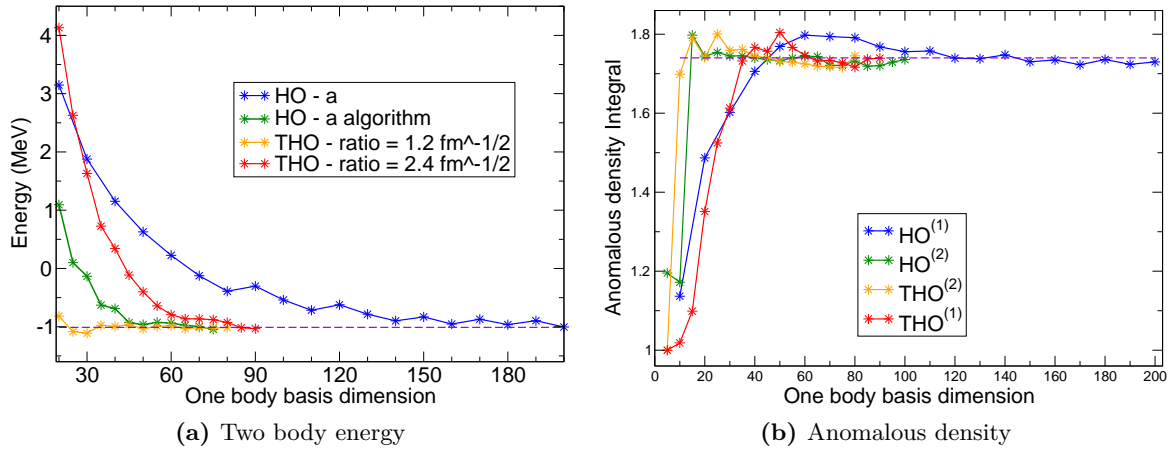 4
3
2
1
0
-1
Energy (MeV)
HO - a
HO - a algorithm
THO - ratio = 1.2 fm^-1/2
THO - ratio = 2.4 fm^-1/2
30 60 90 120 150 180
One body basis dimension
(a) Two body energy
1.8
1.6
1.4
1.2
1
Anomalous density Integral
HO(1)
HO(2)
THO(2)
THO(1)
0 20 40 60 80 100 120 140 160 180 200
One body basis dimension
(b) Anomalous density